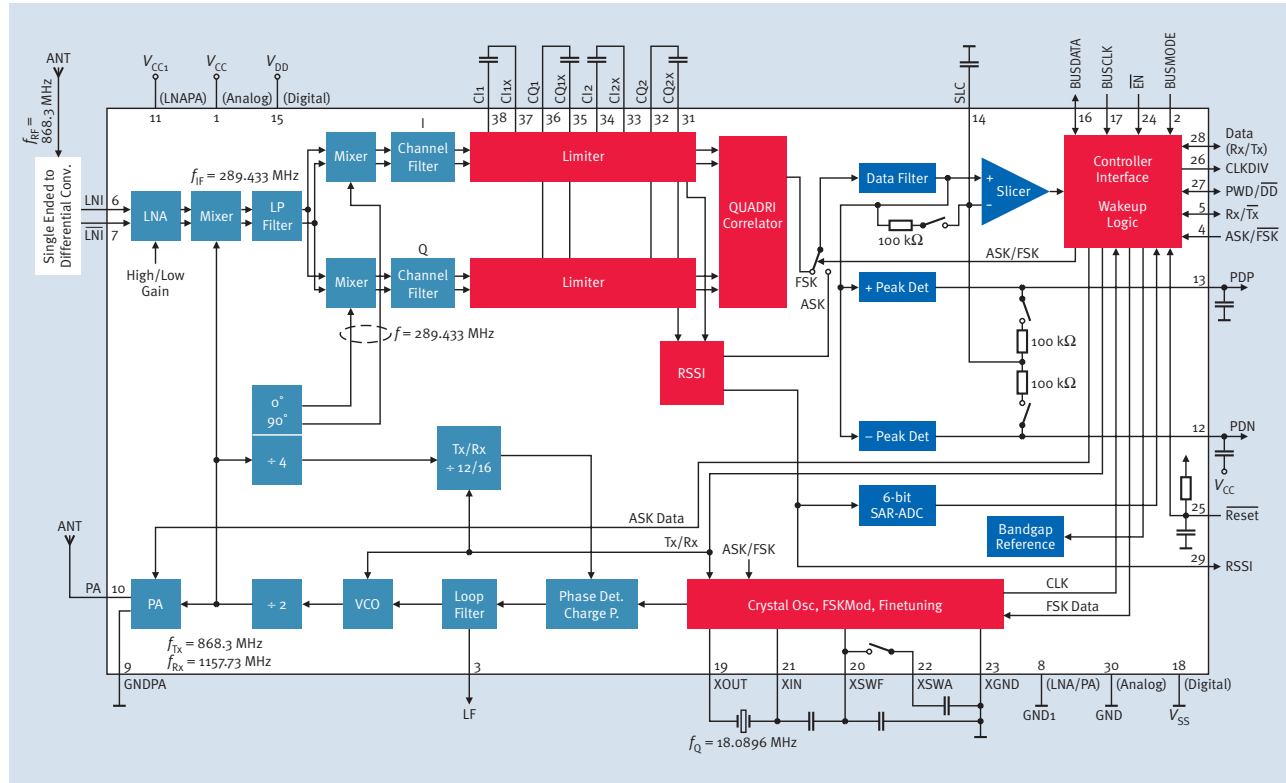 ANT
VCC1
VCC
VDD
(LNAPA)
(Analog)
(Digital)
11
1
15
fRF = 868.3 MHz
Single Ended to
Differential Conv.
LNI
6
LNI
7
LNA
Mixer
LP
Filter
fIF = 289.433 MHz
High/Low
Gain
CI1
CI1x
CQ1
CQ1x
CI2
CI2x
CQ2
CQ2x
38
37
36
35
34
33
32
31
I
Mixer
Channel
Filter
Limiter
Q
Mixer
Channel
Filter
Limiter
QUADRI
Correlator
f = 289.433 MHz
RSSI
SLC
14
Data Filter
100 kΩ
+
–
Slicer
FSK
ASK
ASK/FSK
BUSDATA
BUSCLK
EN
BUSMODE
16
17
24
2
Controller
Interface
Wakeup
Logic
28
Data
(Rx/Tx)
26
CLKDIV
27
PWD/DD
5
Rx/Tx
4
ASK/FSK
+ Peak Det
13
PDP
100 kΩ
100 kΩ
– Peak Det
12
PDN
VCC
25
Reset
29
RSSI
0°
90°
÷ 4
Tx/Rx
÷ 12/16
6-bit
SAR-ADC
Bandgap
Reference
ASK Data
Tx/Rx
ASK/FSK
CLK
FSK Data
ANT
PA
10
PA
÷ 2
VCO
Loop
Filter
Phase Det.
Charge P.
Crystal Osc, FSKMod, Finetuning
fTx = 868.3 MHz
fRx = 1157.73 MHz
9
GNDPA
3
LF
19
XOUT
21
XIN
20
XSWF
22
XSWA
23
XGND
8
(LNA/PA)
GND1
30
(Analog)
GND
18
(Digital)
VSS
fQ = 18.0896 MHz